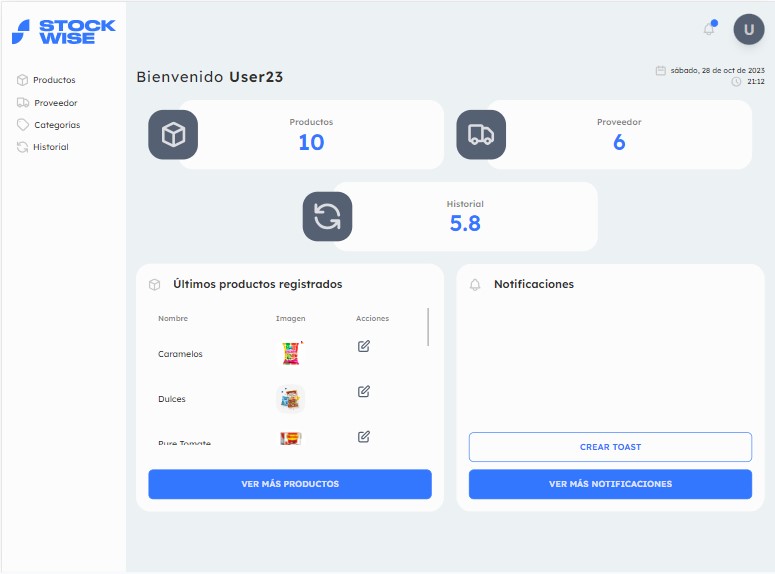 STOCK
WISE
U
Productos
Proveedor
Categorias
Historial
Bienvenido User23
sábado, 28 de oct de 2023
21:12
Productos
10
Proveedor
6
Historial
5.8
Últimos productos registrados
Nombre Imagen Acciones
Caramelos
Dulces
Pure Tomate
VER MÁS PRODUCTOS
Notificaciones
CREAR TOAST
VER MÁS NOTIFICACIONES